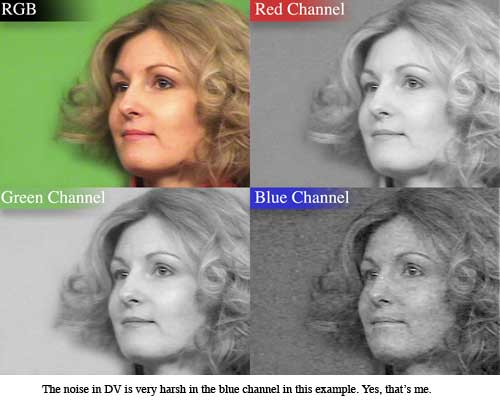 RGB
Red Channel
Green Channel
Blue Channel
The noise in DV is very harsh in the blue channel in this example. Yes, that's me.